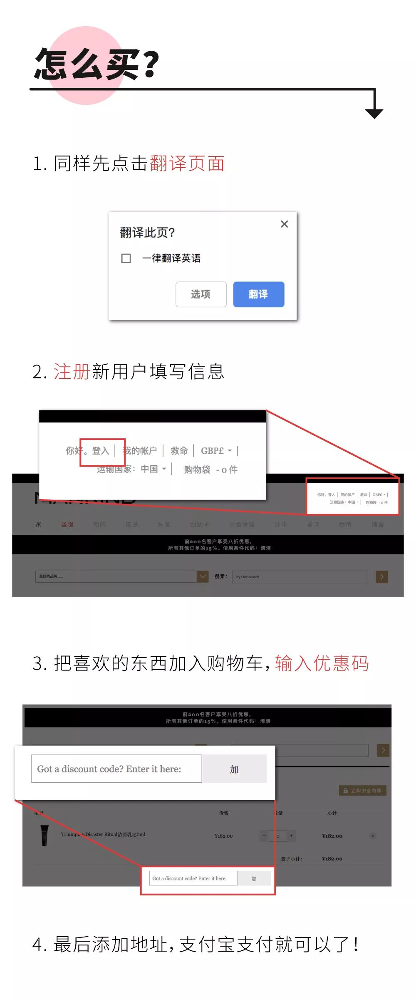 怎么买？
1. 同样先点击翻译页面
翻译此页？
一律翻译英语
选项
翻译
2. 注册新用户填写信息
你好。登入 | 我的帐户 | 救命 | GBP£ |
运输国家：中国 | 购物袋 - 0 件
你好。登入 | 我的帐户 | 救命 | GBP£ |
运输国家：中国 | 购物袋 - 0 件
家 圣诞 新的 皮肤 头发 刮胡子 牙齿保健 身体 香味 商情 博客
前200名客户享受八折优惠，
所有其他订单的15%。使用条件代码：清洁
最好的品牌......
搜索：
Try Our Search
3. 把喜欢的东西加入购物车，输入优惠码
前200名客户享受八折优惠，
所有其他订单的15%。使用条件代码：清洁
Got a discount code? Enter it here:
加
立即安全结账
项目 价钱 数量 小计
Triumph & Disaster Ritual洁面乳150ml ¥182.00 − 1 + ¥182.00 ×
篮子小计： ¥182.00
Got a discount code? Enter it here:
加
4. 最后添加地址，支付宝支付就可以了！